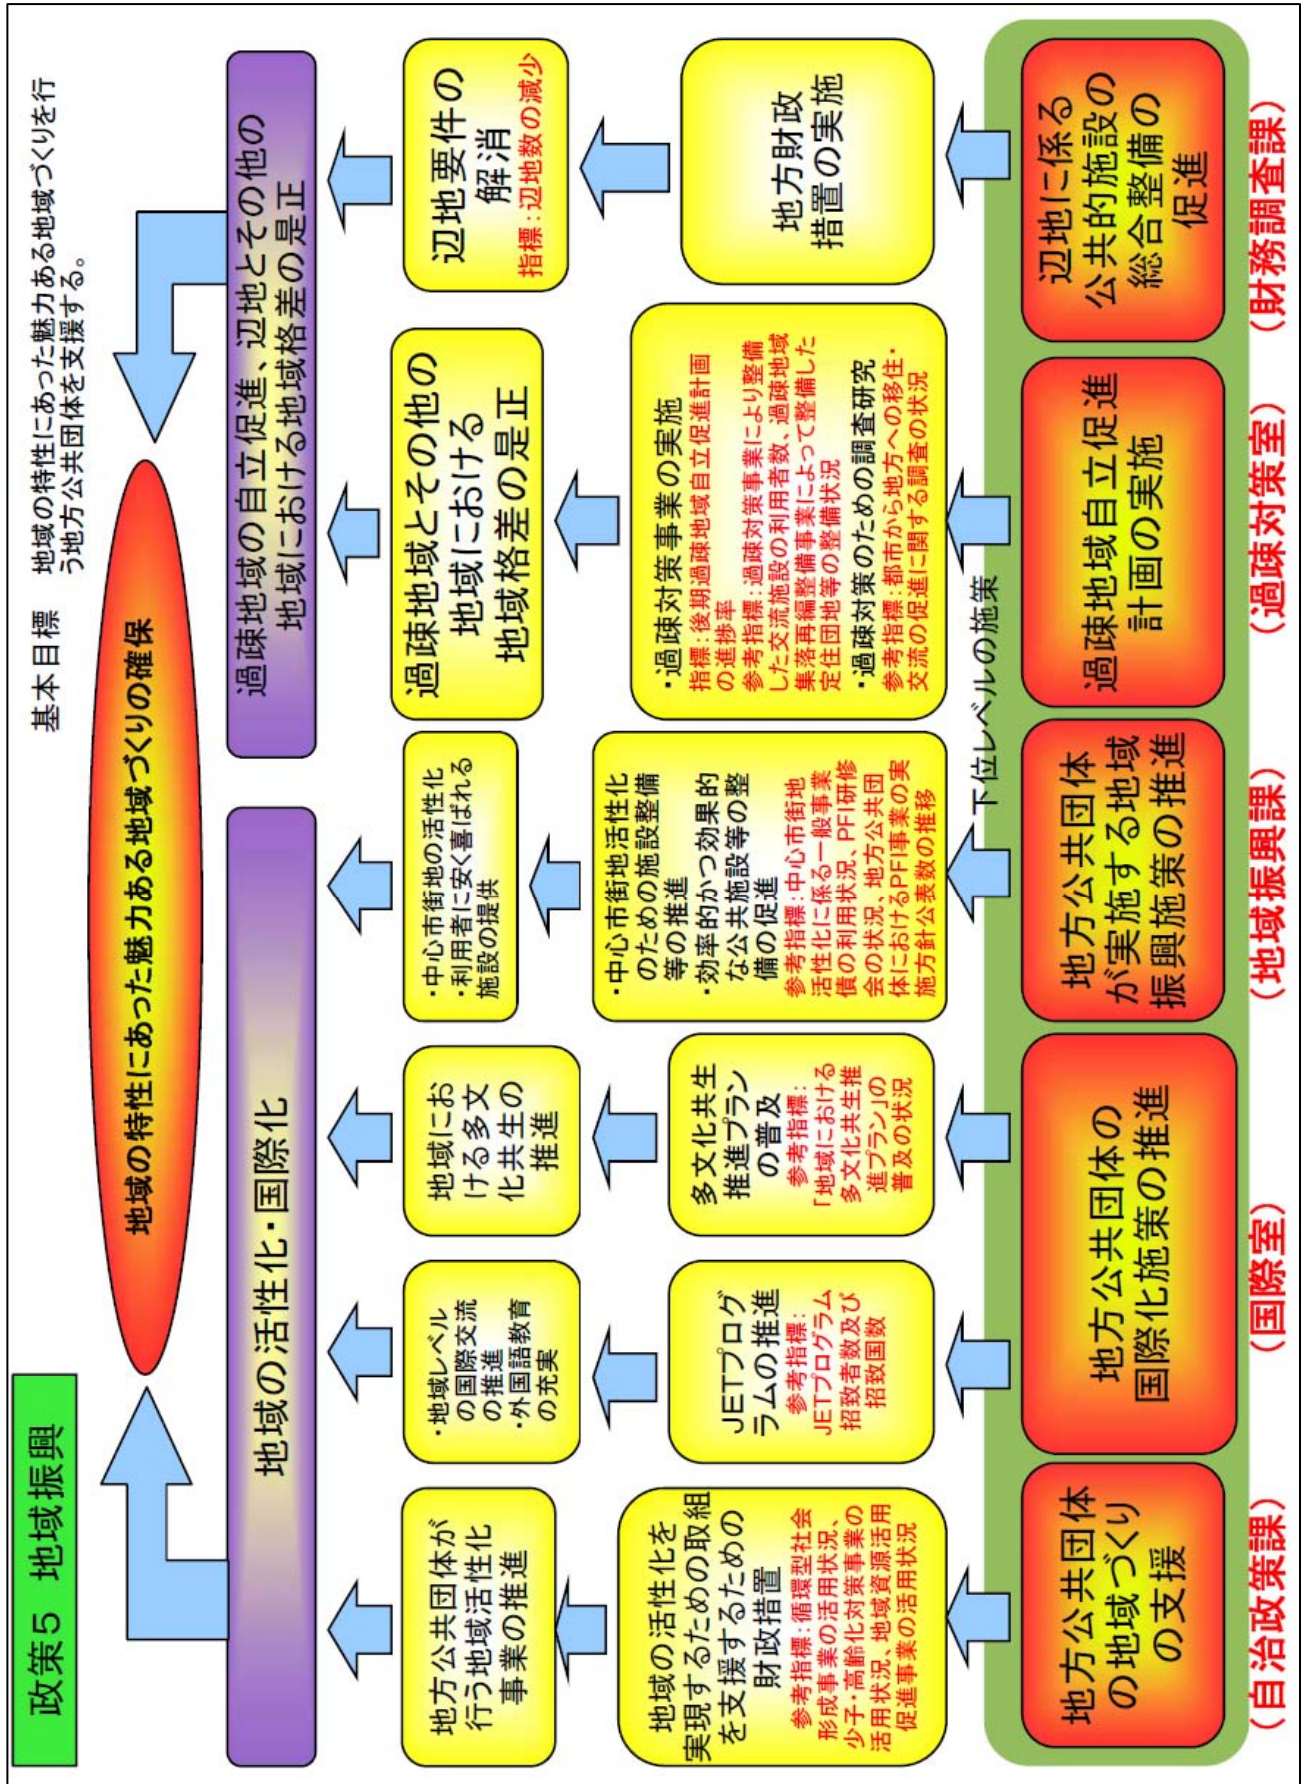 政策5 地域振興
基本目標 地域の特性にあった魅力ある地域づくりを行
う地方公共団体を支援する。
地域の特性にあった魅力ある地域づくりの確保
地域の活性化・国際化
過疎地域の自立促進、辺地とその他の
地域における地域格差の是正
地方公共団体が
行う地域活性化
事業の推進
・地域レベル
の国際交流
の推進
・外国語教育
の充実
地域にお
ける多文
化共生の
推進
・中心市街地の活性化
・利用者に安く喜ばれる
施設の提供
過疎地域とその他の
地域における
地域格差の是正
辺地要件の
解消
指標:辺地数の減少
地域の活性化を
実現するための取組
を支援するための
財政措置
参考指標:循環型社会
形成事業の活用状況、
少子・高齢化対策事業の
活用状況、地域資源活用
促進事業の活用状況
JETプログ
ラムの推進
参考指標:
JETプログラム
招致者数及び
招致国数
多文化共生
推進プラン
の普及
参考指標:
「地域における
多文化共生推
進プラン」の
普及の状況
・中心市街地活性化
のための施設整備
等の推進
・効率的かつ効果的
な公共施設等の整
備の促進
参考指標:中心市街地
活性化に係る一般事業
債の利用状況、PFI研修
会の状況、地方公共団
体におけるPFI事業の実
施方針公表数の推移
・過疎対策事業の実施
指標:後期過疎地域自立促進計画
の進捗率
参考指標:過疎対策事業により整備
した交流施設の利用者数、過疎地域
集落再編整備事業によって整備した
定住団地等の整備状況
・過疎対策のための調査研究
参考指標:都市から地方への移住・
交流の促進に関する調査の状況
地方財政
措置の実施
下位レベルの施策
地方公共団体
の地域づくり
の支援
地方公共団体の
国際化施策の推進
地方公共団体
が実施する地域
振興施策の推進
過疎地域自立促進
計画の実施
辺地に係る
公共的施設の
総合整備の
促進
(自治政策課)
(国際室)
(地域振興課)
(過疎対策室)
(財務調査課)